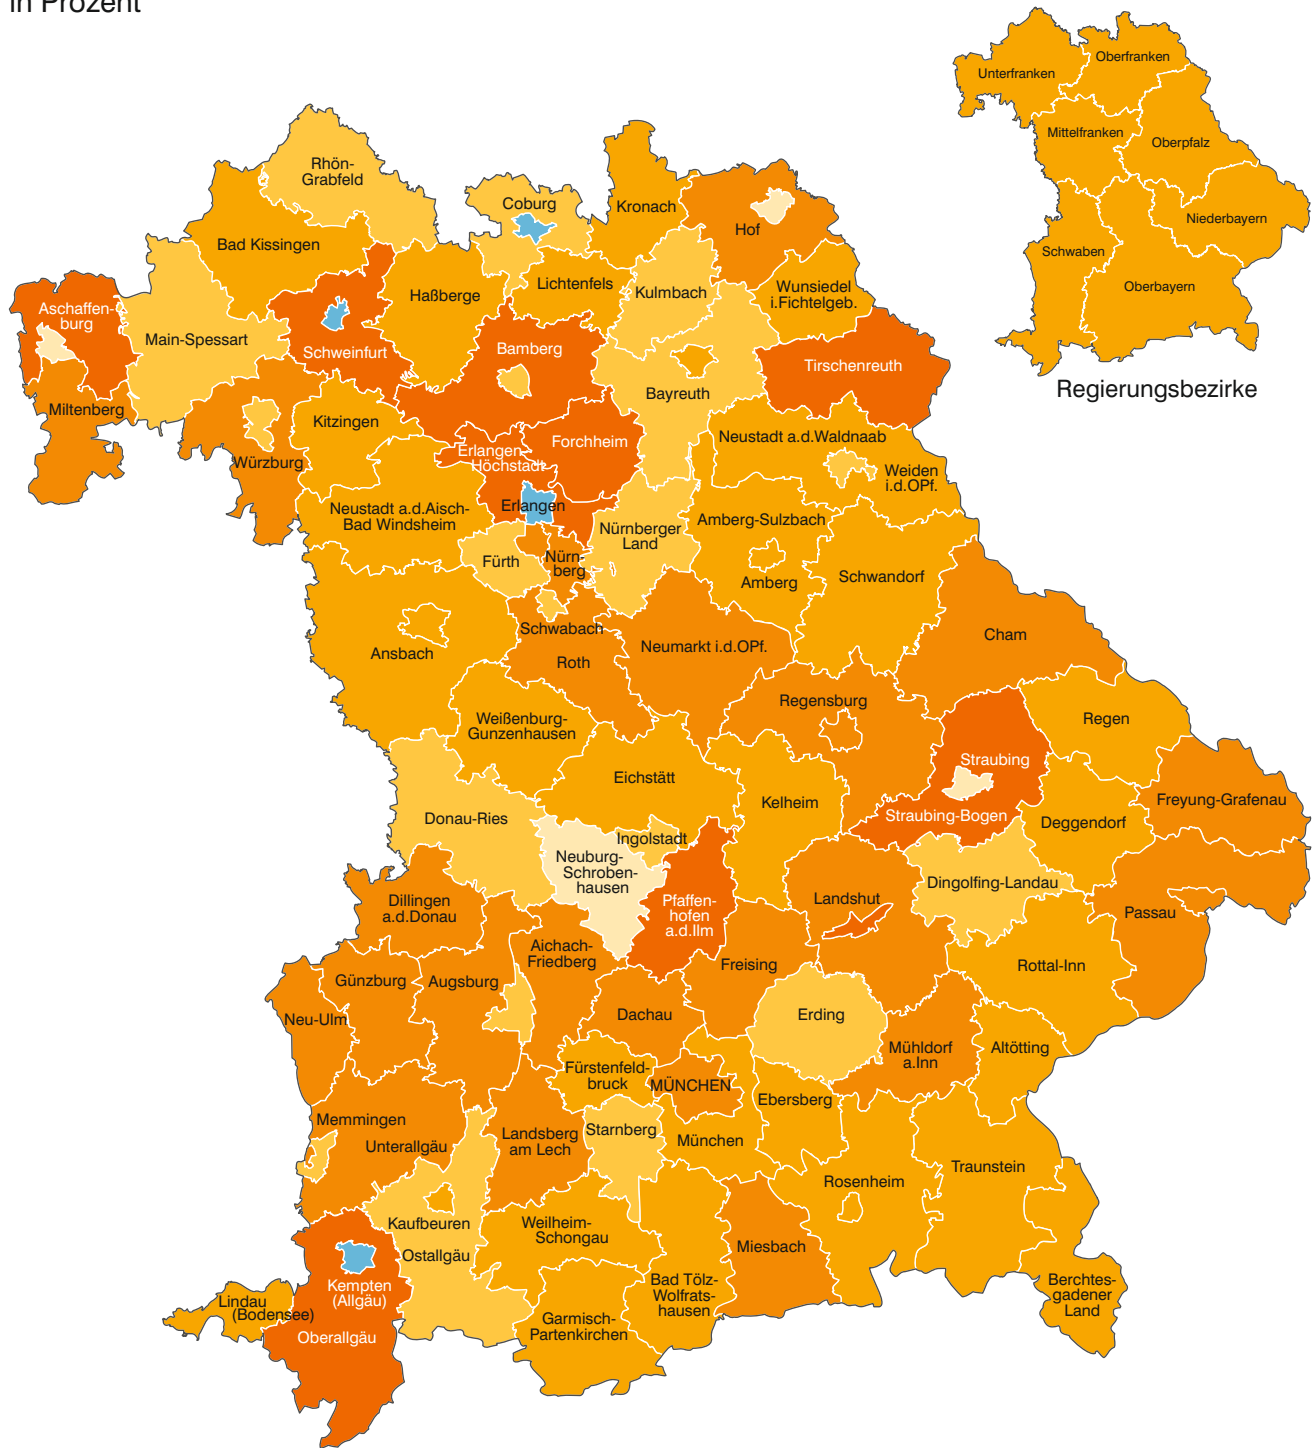 in Prozent
Oberfranken
Unterfranken
Mittelfranken
Oberpfalz
Niederbayern
Schwaben
Oberbayern
Regierungsbezirke
Rhön-
Grabfeld
Coburg
Kronach
Hof
Bad Kissingen
Lichtenfels
Haßberge
Kulmbach
Wunsiedel
i.Fichtelgeb.
Aschaffen-
burg
Main-Spessart
Schweinfurt
Bamberg
Tirschenreuth
Bayreuth
Miltenberg
Kitzingen
Forchheim
Neustadt a.d.Waldnaab
Würzburg
Erlangen-
Höchstadt
Weiden
i.d.OPf.
Erlangen
Neustadt a.d.Aisch-
Bad Windsheim
Nürnberger
Land
Amberg-Sulzbach
Fürth
Nürn-
berg
Amberg
Schwandorf
Schwabach
Cham
Ansbach
Roth
Neumarkt i.d.OPf.
Regensburg
Weißenburg-
Gunzenhausen
Regen
Straubing
Eichstätt
Kelheim
Freyung-Grafenau
Donau-Ries
Straubing-Bogen
Deggendorf
Ingolstadt
Neuburg-
Schroben-
hausen
Dingolfing-Landau
Dillingen
a.d.Donau
Pfaffen-
hofen
a.d.Ilm
Landshut
Passau
Aichach-
Friedberg
Freising
Rottal-Inn
Günzburg
Augsburg
Neu-Ulm
Dachau
Erding
Mühldorf
a.Inn
Altötting
Fürstenfeld-
bruck
MÜNCHEN
Ebersberg
Memmingen
Unterallgäu
Landsberg
am Lech
Starnberg
München
Traunstein
Rosenheim
Kaufbeuren
Weilheim-
Schongau
Ostallgäu
Miesbach
Kempten
(Allgäu)
Bad Tölz-
Wolfrats-
hausen
Berchtes-
gadener
Land
Lindau
(Bodensee)
Oberallgäu
Garmisch-
Partenkirchen